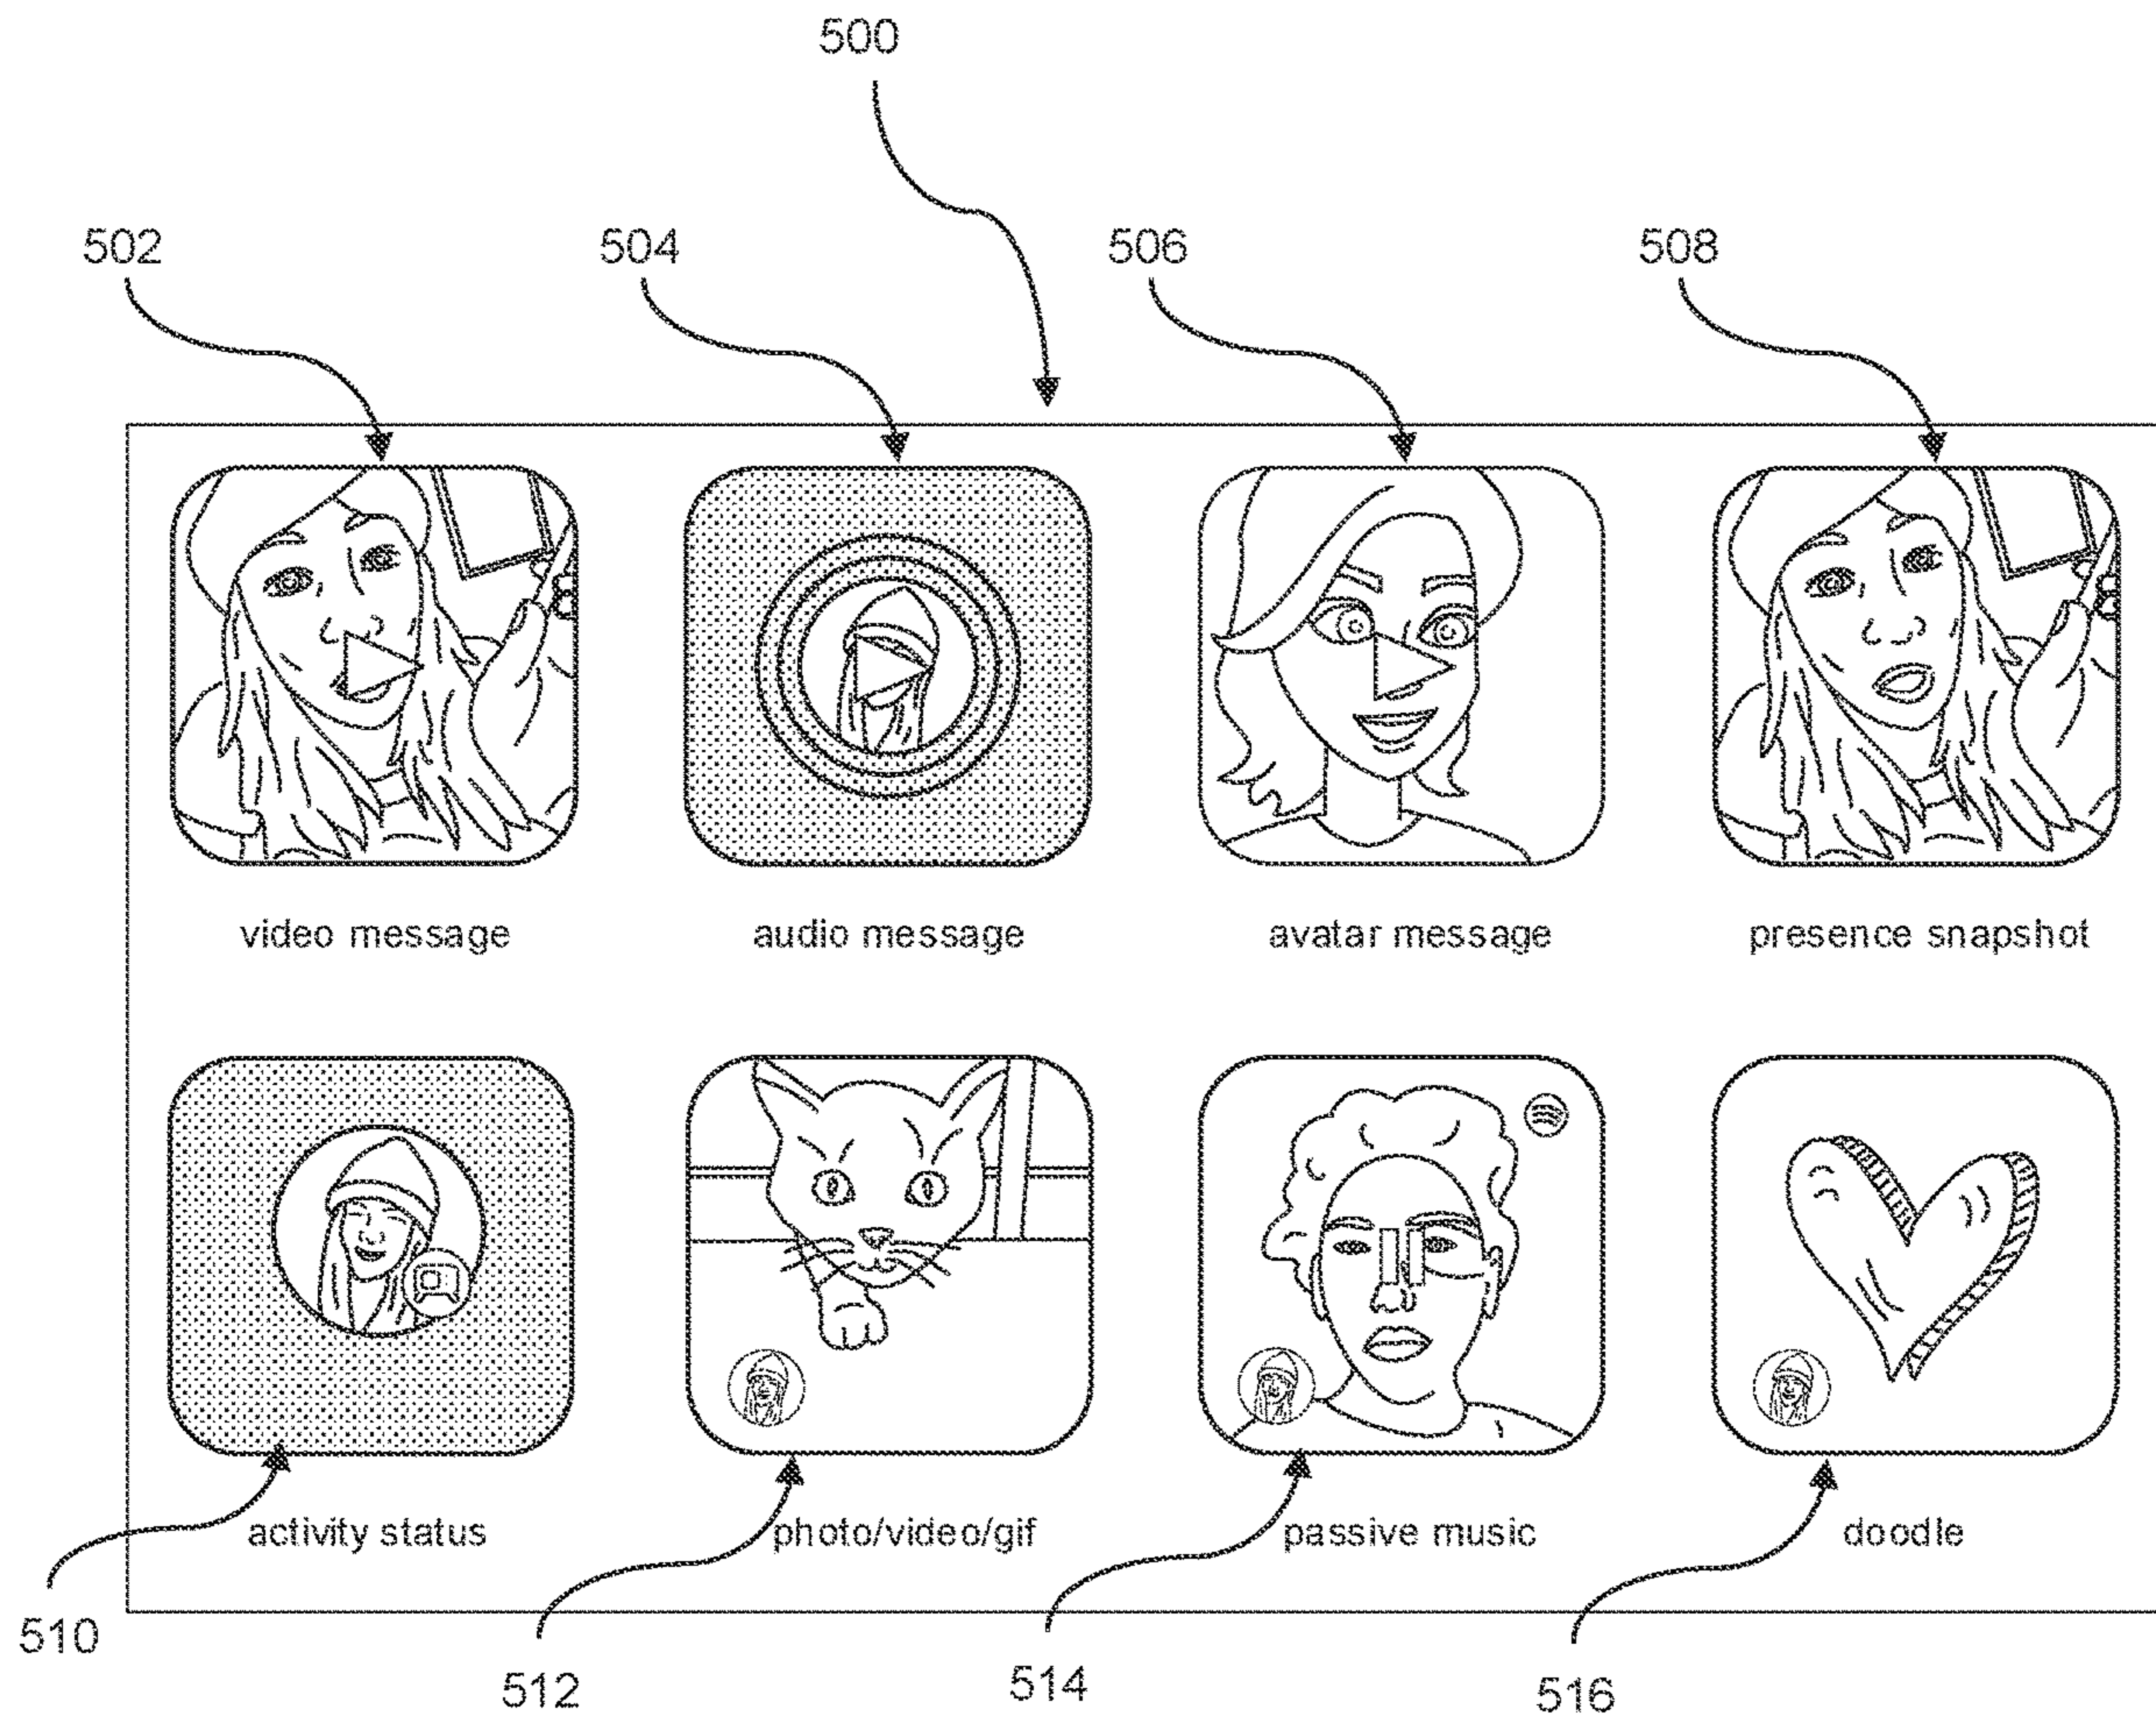 500
502 504 506 508
video message audio message avatar message presence snapshot
activity status photo/video/gif passive music doodle
510 512 514 516